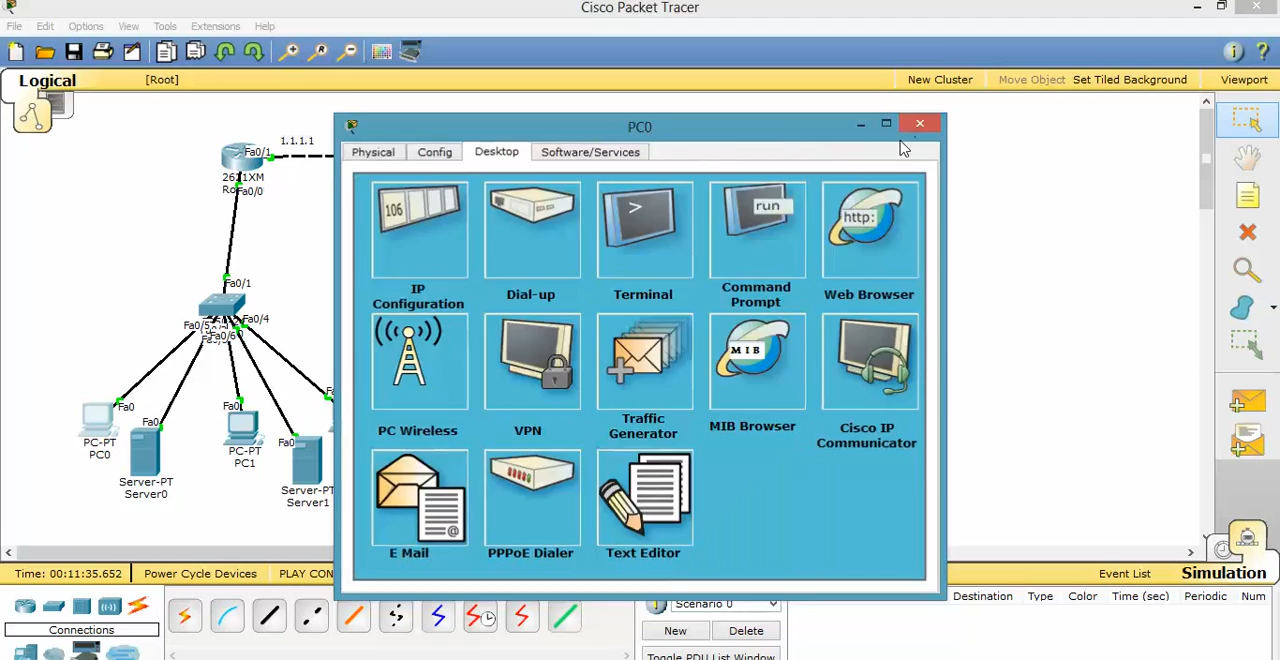 Cisco Packet Tracer
File Edit Options View Tools Extensions Help
Logical [Root] New Cluster Move Object Set Tiled Background Viewport
1.1.1.1
Fa0/1
Fa0/0
Fa0/1
Fa0/4
Fa0
Fa0
PC-PT
PC0
Server-PT
Server0
Fa0
PC-PT
PC1
Fa0
Server-PT
Server1
PC0
Physical Config Desktop Software/Services
106
>
run
http:
IP
Configuration
Dial-up
Terminal
Command
Prompt
Web Browser
MIB
PC Wireless
VPN
Traffic
Generator
MIB Browser
Cisco IP
Communicator
@
E Mail
PPPoE Dialer
Text Editor
Time: 00:11:35.652 Power Cycle Devices PLAY CON
Event List Simulation
Connections
Scenario 0
New Delete
Toggle PDU List Window
Destination Type Color Time (sec) Periodic Num